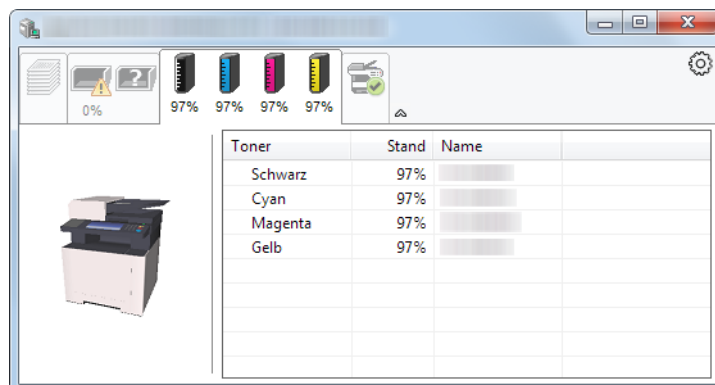 0%
97% 97% 97% 97%
Toner Stand Name
Schwarz 97%
Cyan 97%
Magenta 97%
Gelb 97%